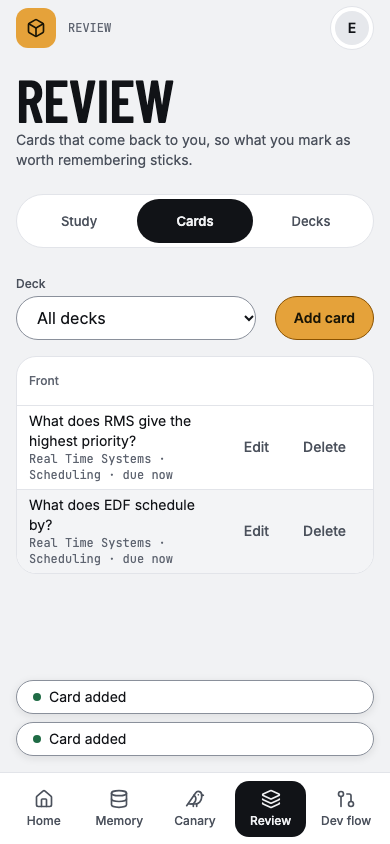 REVIEW
E
REVIEW
Cards that come back to you, so what you mark as
worth remembering sticks.
Study
Cards
Decks
Deck
All decks
Add card
Front
What does RMS give the
highest priority?
Real Time Systems ·
Scheduling · due now
Edit
Delete
What does EDF schedule
by?
Real Time Systems ·
Scheduling · due now
Edit
Delete
Card added
Card added
Home
Memory
Canary
Review
Dev flow